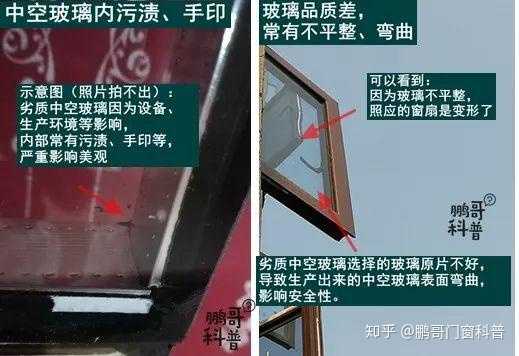 中空玻璃内污渍、手印
示意图(照片拍不出):
劣质中空玻璃因为设备、
生产环境等影响,
内部常有污渍、手印等,
严重影响美观
鹏哥
科普
玻璃品质差,
常有不平整、弯曲
可以看到:
因为玻璃不平整,
照应的窗扇是变形了
鹏哥
科普
劣质中空玻璃选择的玻璃原片不好,
导致生产出来的中空玻璃表面弯曲,
影响安全性。
知乎 @鹏哥门窗科普